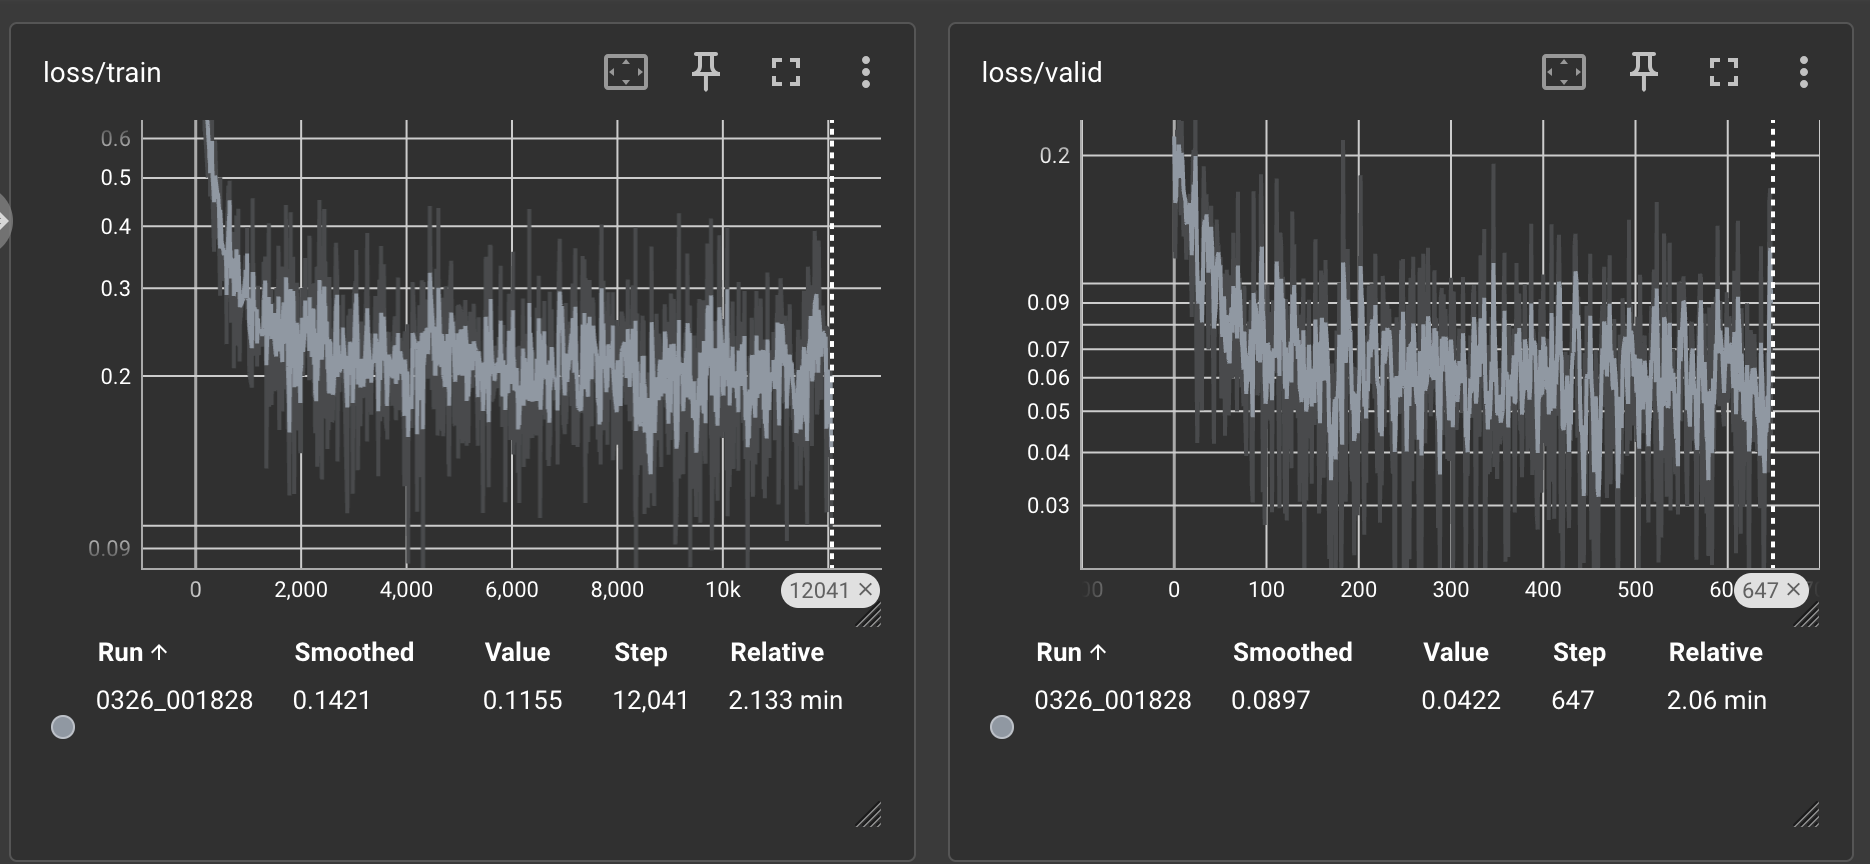 loss/train
0.6
0.5
0.4
0.3
0.2
0.09
0 2,000 4,000 6,000 8,000 10k 12041 ×
Run ↑ Smoothed Value Step Relative
0326_001828 0.1421 0.1155 12,041 2.133 min
loss/valid
0.2
0.09
0.07
0.06
0.05
0.04
0.03
00 0 100 200 300 400 500 60 647 ×
Run ↑ Smoothed Value Step Relative
0326_001828 0.0897 0.0422 647 2.06 min